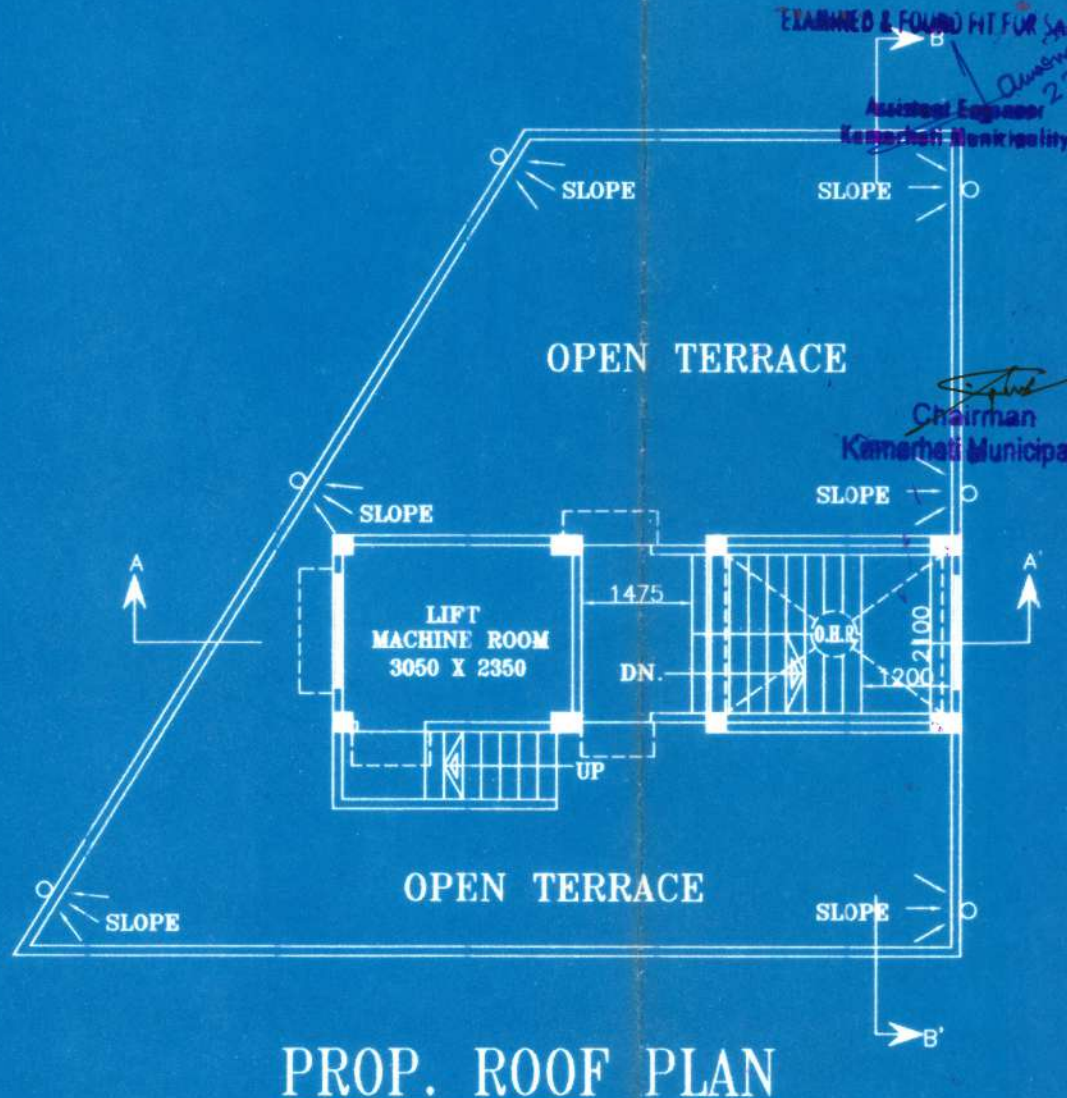 EXAMINED & FOUND FIT FOR
B
Assistant Engineer
Kamarhati Municipality
SLOPE
SLOPE
OPEN TERRACE
Chairman
Kamarhati Municipa
SLOPE
SLOPE
A
A'
LIFT
MACHINE ROOM
3050 X 2350
1475
DN.
O.H.R
2100
1200
UP
OPEN TERRACE
SLOPE
SLOPE
B'
PROP. ROOF PLAN